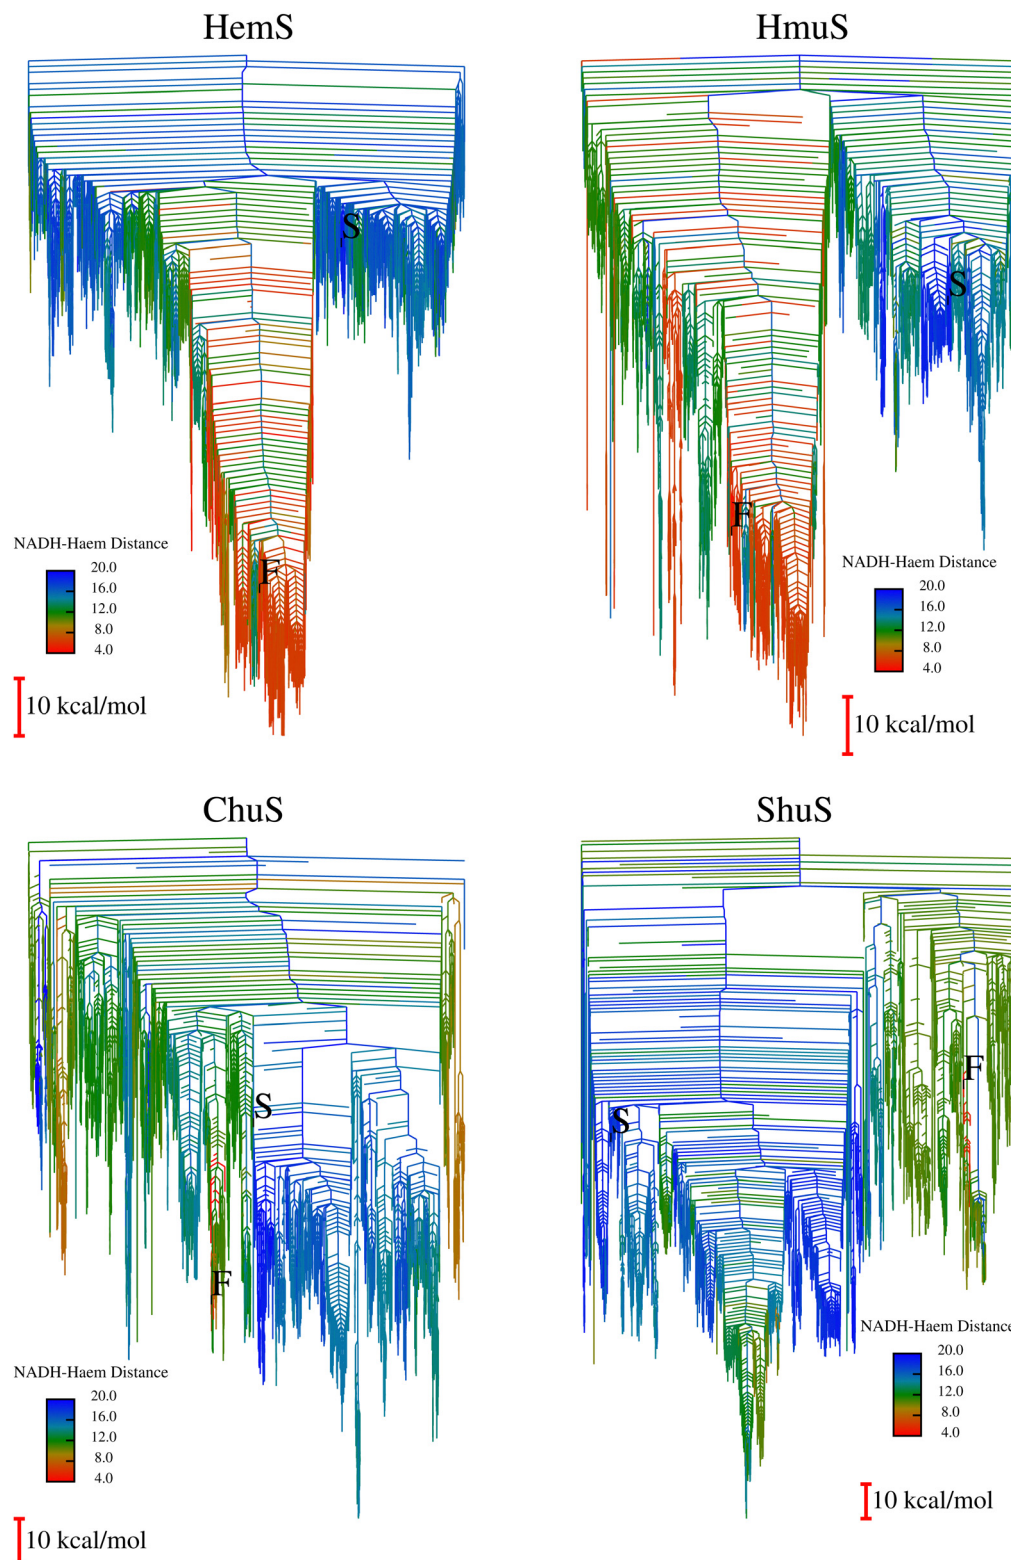 HemS
HmuS
S
S
F
F
NADH-Haem Distance
20.0
16.0
12.0
8.0
4.0
NADH-Haem Distance
20.0
16.0
12.0
8.0
4.0
10 kcal/mol
10 kcal/mol
ChuS
ShuS
F
S
S
F
NADH-Haem Distance
20.0
16.0
12.0
8.0
4.0
NADH-Haem Distance
20.0
16.0
12.0
8.0
4.0
10 kcal/mol
10 kcal/mol